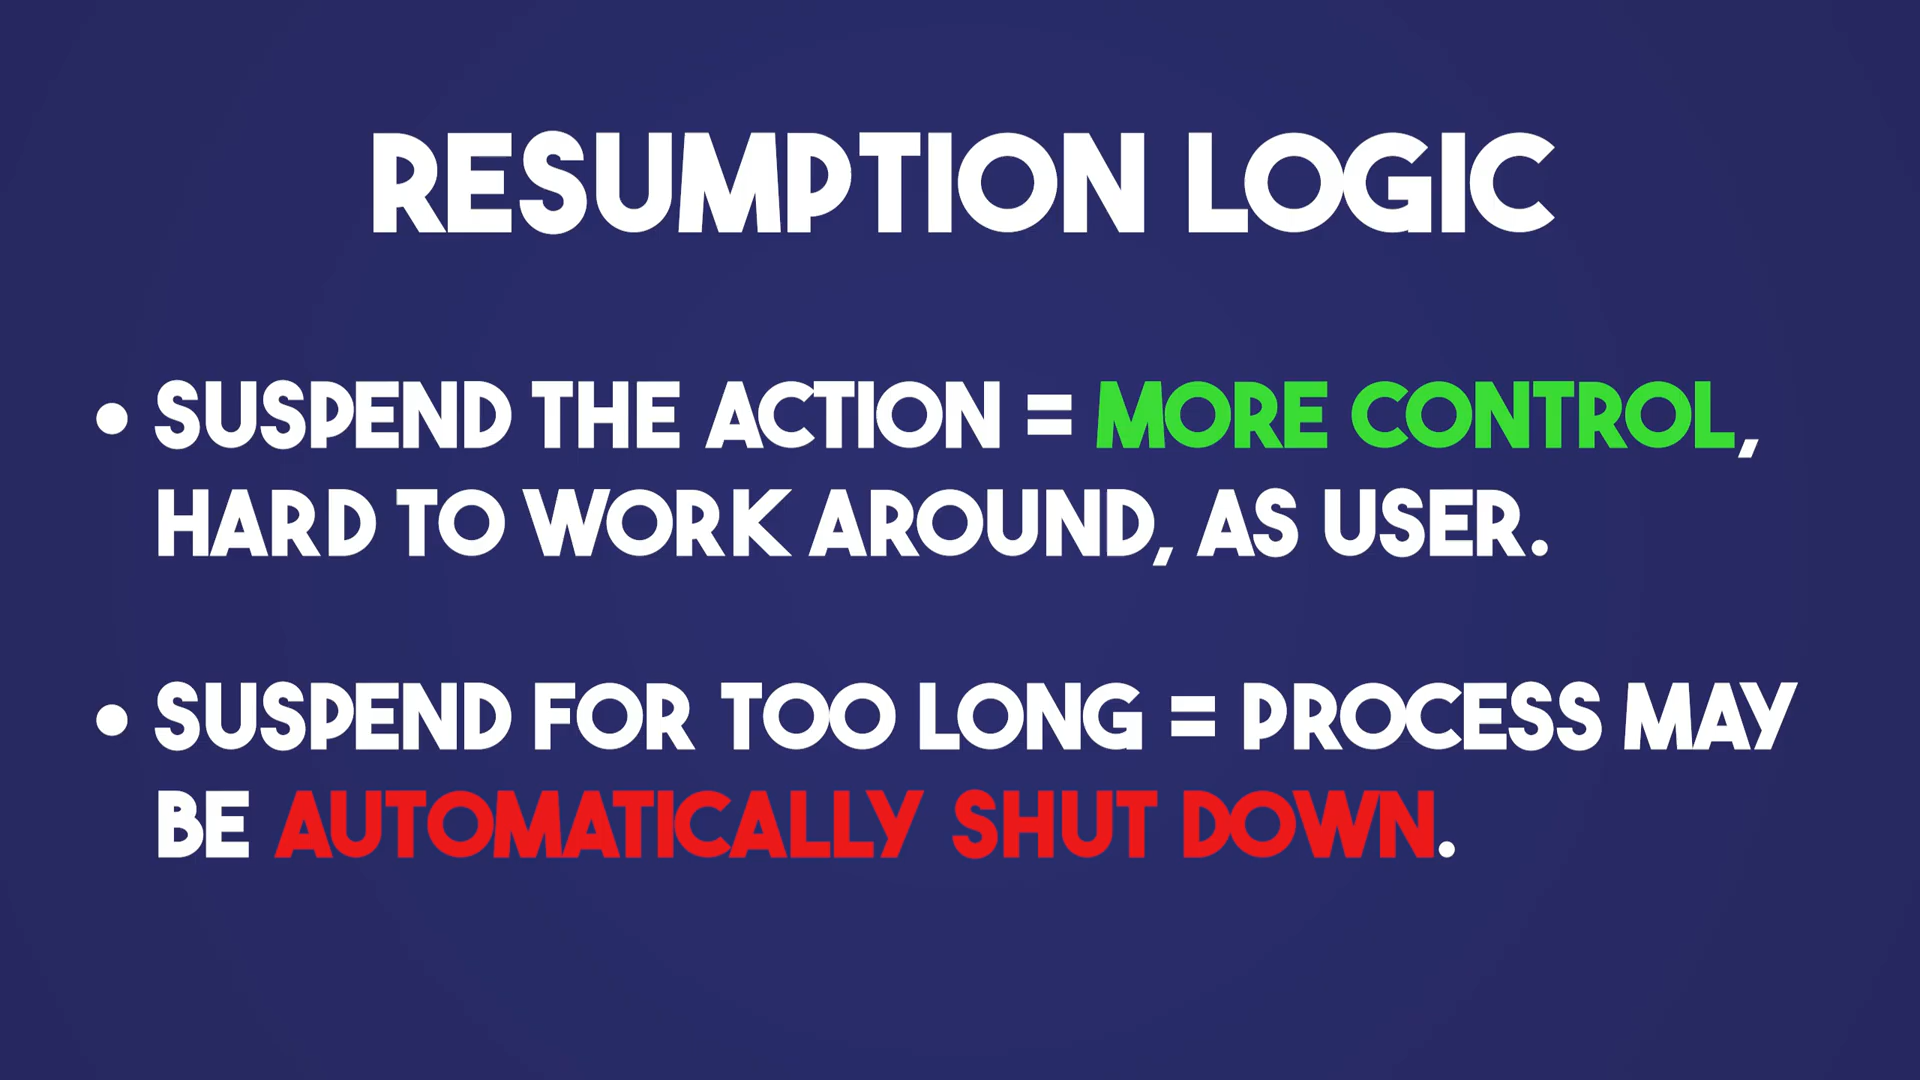 RESUMPTION LOGIC
• SUSPEND THE ACTION = MORE CONTROL,
HARD TO WORK AROUND, AS USER.
• SUSPEND FOR TOO LONG = PROCESS MAY
BE AUTOMATICALLY SHUT DOWN.